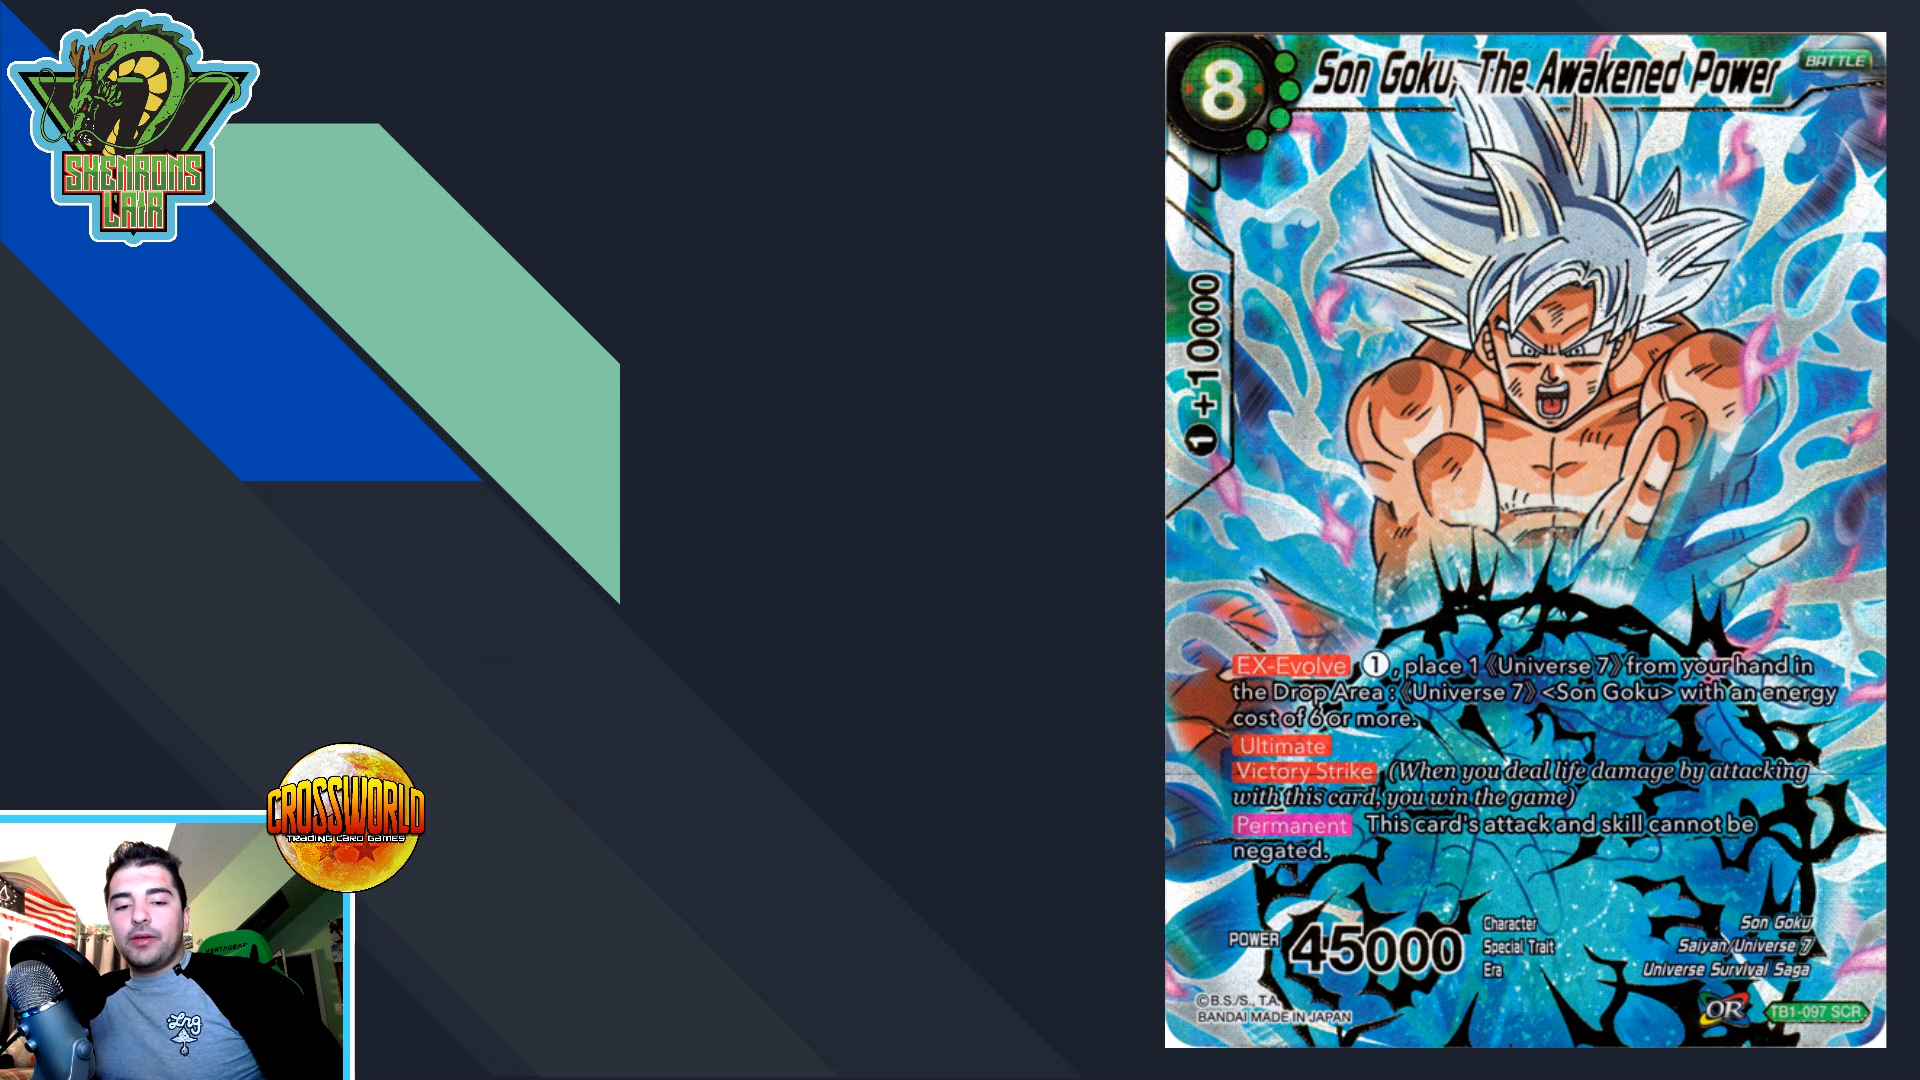 SHENRONS
LAIR
8
Son Goku, The Awakened Power
BATTLE
1 +10000
EX-Evolve 1, place 1 《Universe 7》 from your hand in
the Drop Area : 《Universe 7》 <Son Goku> with an energy
cost of 6 or more.
Ultimate
Victory Strike (When you deal life damage by attacking
with this card, you win the game)
Permanent This card's attack and skill cannot be
negated.
POWER 45000
Character Son Goku
Special Trait Saiyan/Universe 7
Era Universe Survival Saga
©B.S./S., T.A.
BANDAI MADE IN JAPAN
OR
TB1-097 SCR
CROSSWORLD
TRADING CARD GAMES
Lrg